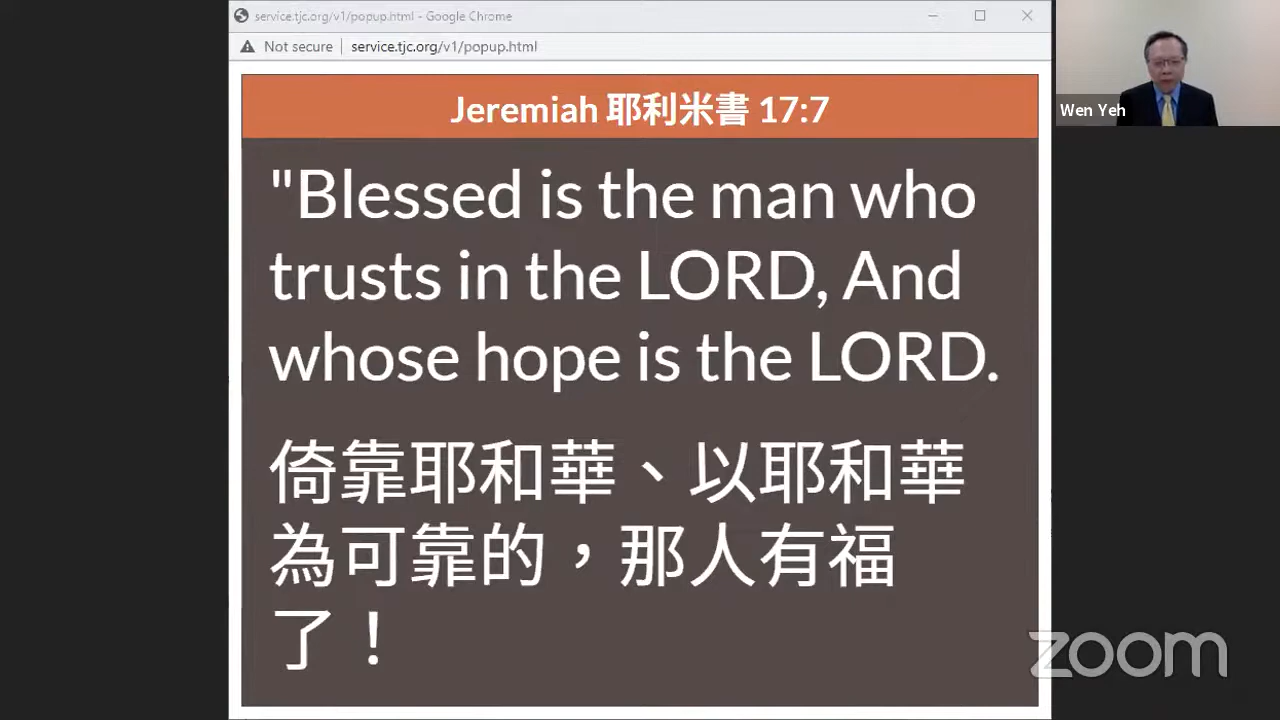 service.tjc.org/v1/popup.html - Google Chrome
Not secure
service.tjc.org/v1/popup.html
Jeremiah 耶利米書 17:7
"Blessed is the man who
trusts in the LORD, And
whose hope is the LORD.
倚靠耶和華、以耶和華
為可靠的，那人有福
了！
Wen Yeh
zoom